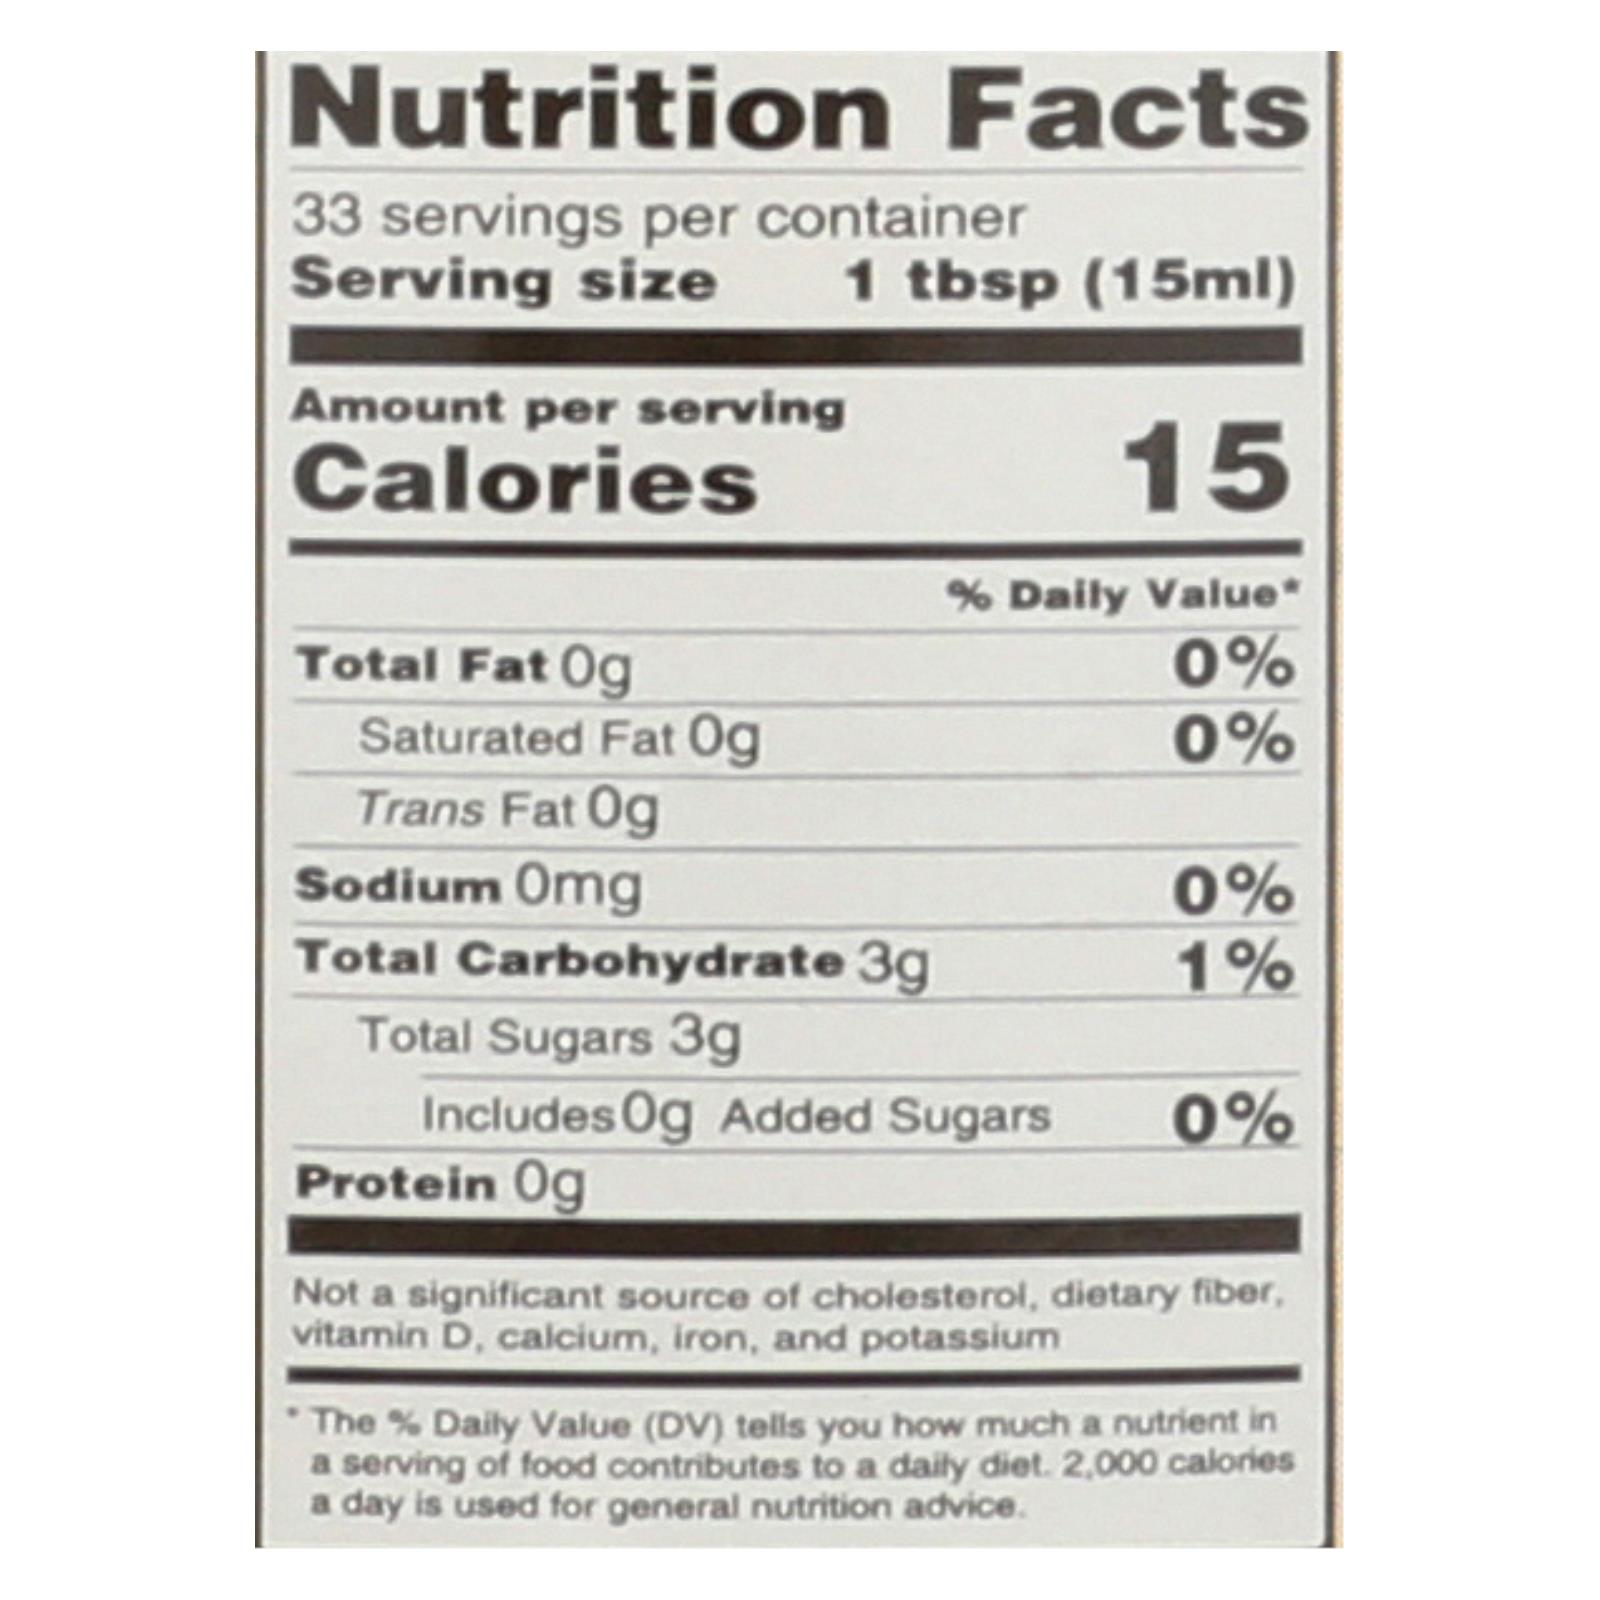 Nutrition Facts
33 servings per container
Serving size 1 tbsp (15ml)
Amount per serving
Calories 15
% Daily Value*
Total Fat 0g 0%
Saturated Fat 0g 0%
Trans Fat 0g
Sodium 0mg 0%
Total Carbohydrate 3g 1%
Total Sugars 3g
Includes 0g Added Sugars 0%
Protein 0g
Not a significant source of cholesterol, dietary fiber,
vitamin D, calcium, iron, and potassium
* The % Daily Value (DV) tells you how much a nutrient in
a serving of food contributes to a daily diet. 2,000 calories
a day is used for general nutrition advice.